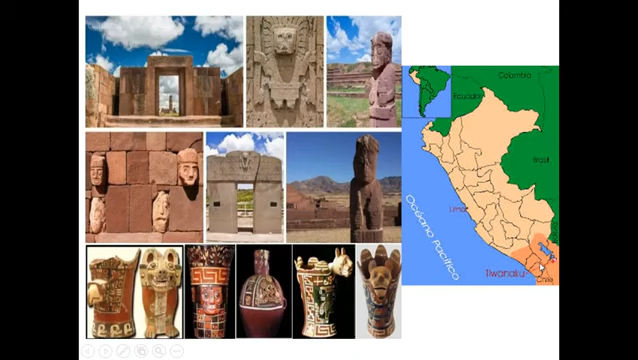 Colombia
Ecuador
Brasil
Lima
Océano Pacífico
Tiwanaku
Chile